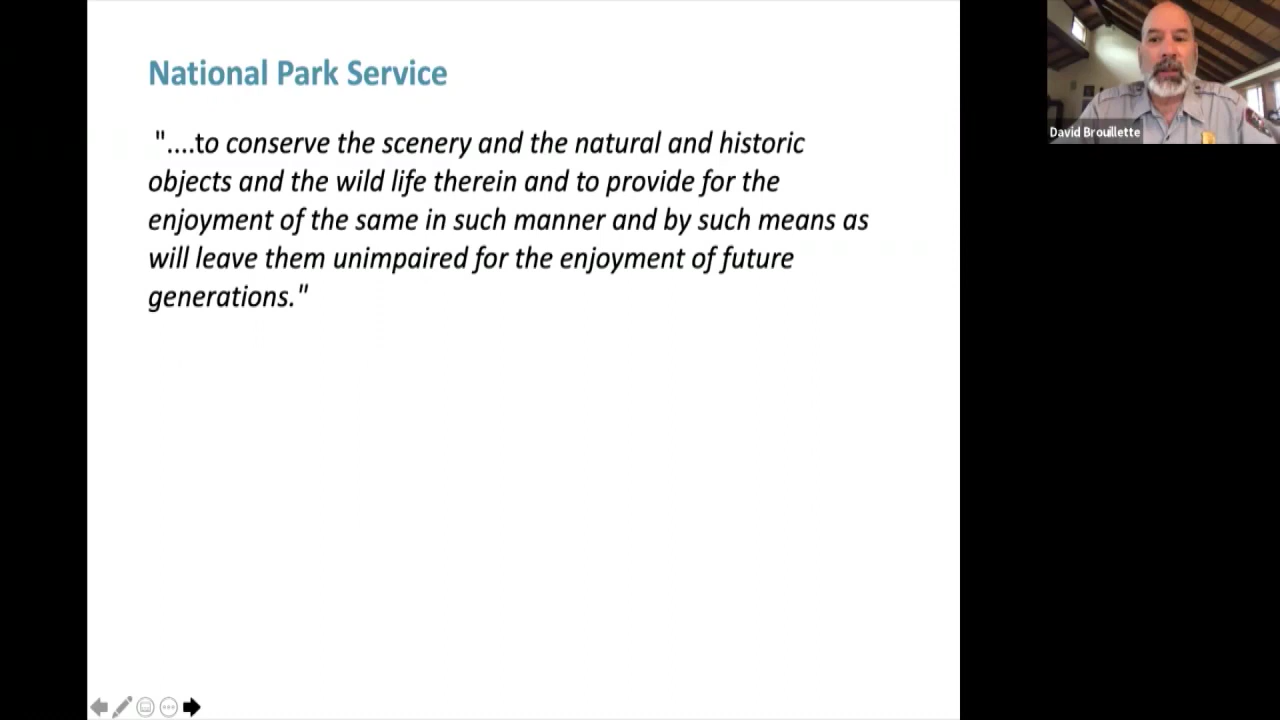 National Park Service
"....to conserve the scenery and the natural and historic
objects and the wild life therein and to provide for the
enjoyment of the same in such manner and by such means as
will leave them unimpaired for the enjoyment of future
generations."
David Brouillette